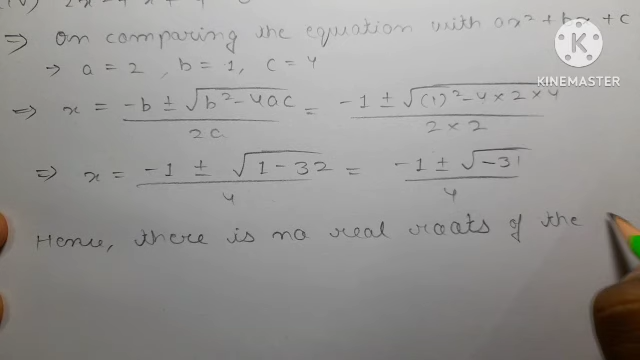 ⇒ On comparing the equation with ax² + bx + c
→ a = 2 , b = 1, c = 4
⇒ x = -b ± √b² - 4ac / 2a = -1 ± √(1)² - 4 × 2 × 4 / 2 × 2
⇒ x = -1 ± √1 - 32 / 4 = -1 ± √-31 / 4
Hence, there is no real roots of the
KINEMASTER